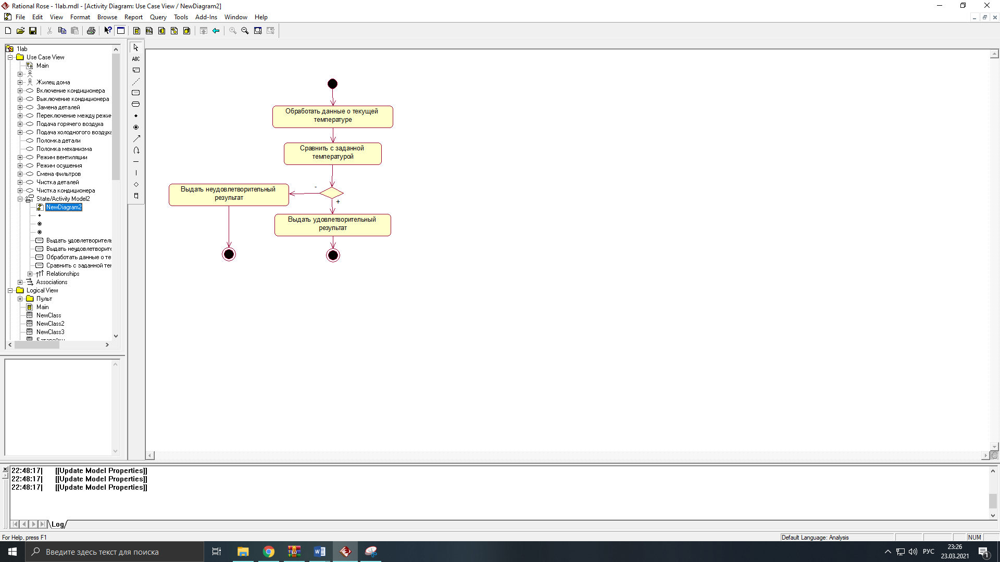 Rational Rose - 1lab.mdl - [Activity Diagram: Use Case View / NewDiagram2]
File Edit View Format Browse Report Query Tools Add-Ins Window Help
1lab
Use Case View
Main
Жилец дома
Включение кондиционера
Выключение кондиционера
Замена деталей
Переключение между режи
Подача горячего воздуха
Подача холодного воздуха
Поломка детали
Поломка механизма
Режим вентиляции
Режим осушения
Смена фильтров
Чистка деталей
Чистка кондиционера
State/Activity Model2
NewDiagram2
Выдать удовлетворитель
Выдать неудовлетворите
Обработать данные о те
Сравнить с заданной те
Relationships
Associations
Logical View
Пульт
Main
NewClass
NewClass2
NewClass3
ABC
Обработать данные о текущей
температуре
Сравнить с заданной
температурой
-
+
Выдать неудовлетворительный
результат
Выдать удовлетворительный
результат
22:48:17| [[Update Model Properties]]
22:48:17| [[Update Model Properties]]
22:48:17| [[Update Model Properties]]
Log
For Help, press F1
Default Language: Analysis
NUM
Введите здесь текст для поиска
РУС
23:26
23.03.2021
1